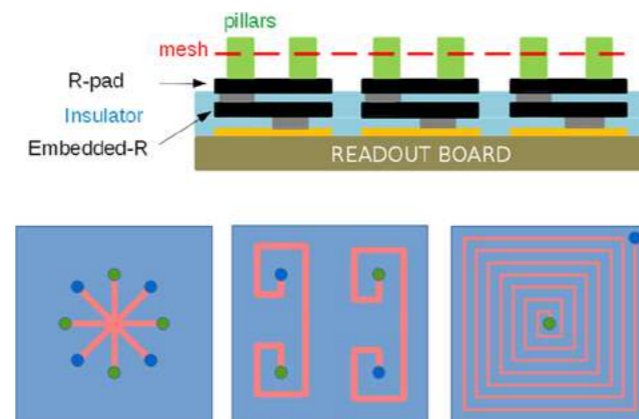 pillars
mesh
R-pad
Insulator
Embedded-R
READOUT BOARD